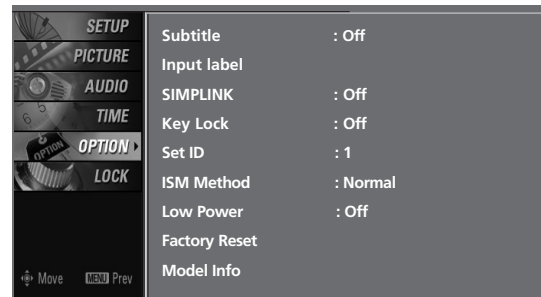 SETUP
PICTURE
AUDIO
TIME
OPTION
LOCK
Move MENU Prev
Subtitle : Off
Input label
SIMPLINK : Off
Key Lock : Off
Set ID : 1
ISM Method : Normal
Low Power : Off
Factory Reset
Model Info